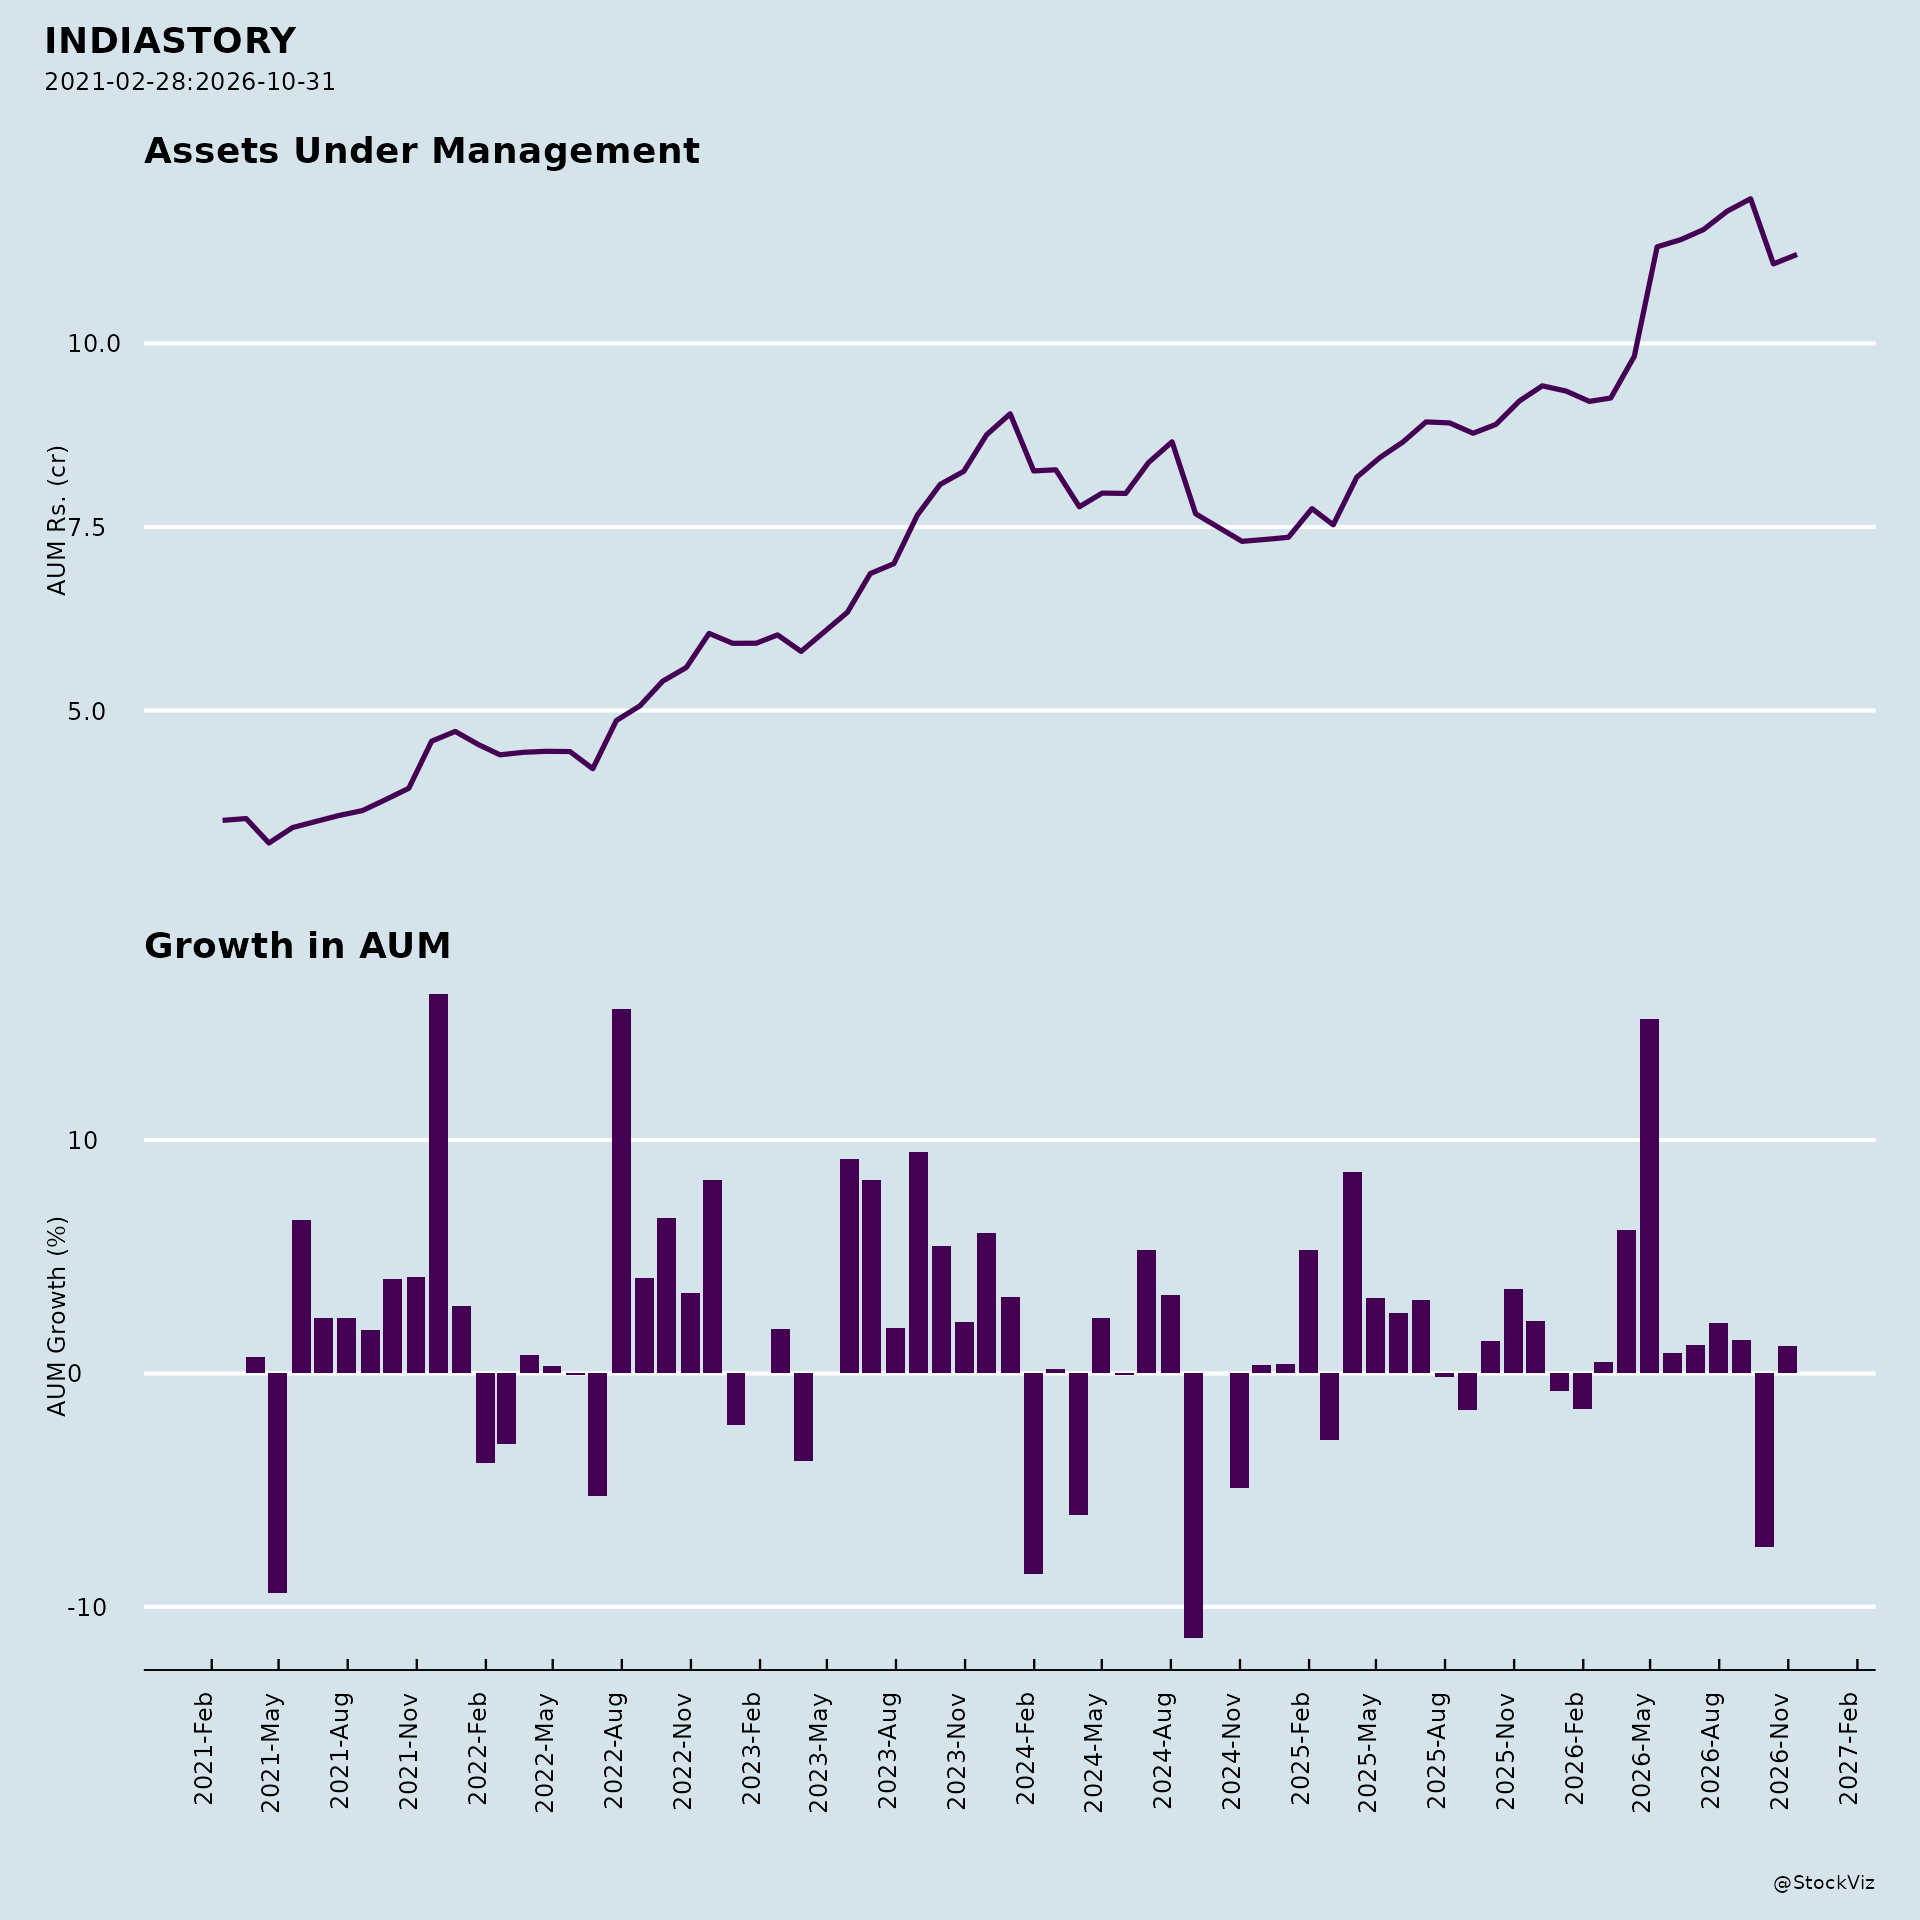 INDIASTORY
2021-02-28:2026-10-31
Assets Under Management
AUM Rs. (cr)
10.0
7.5
5.0
Growth in AUM
AUM Growth (%)
10
0
-10
2021-Feb
2021-May
2021-Aug
2021-Nov
2022-Feb
2022-May
2022-Aug
2022-Nov
2023-Feb
2023-May
2023-Aug
2023-Nov
2024-Feb
2024-May
2024-Aug
2024-Nov
2025-Feb
2025-May
2025-Aug
2025-Nov
2026-Feb
2026-May
2026-Aug
2026-Nov
2027-Feb
@StockViz